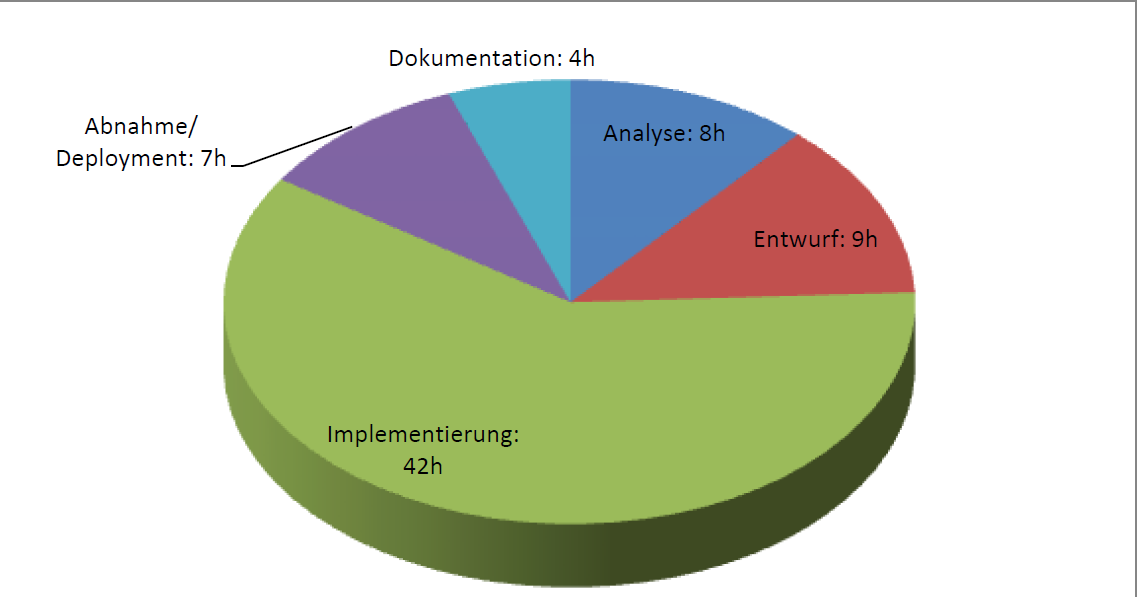 Dokumentation: 4h
Analyse: 8h
Abnahme/
Deployment: 7h
Entwurf: 9h
Implementierung:
42h